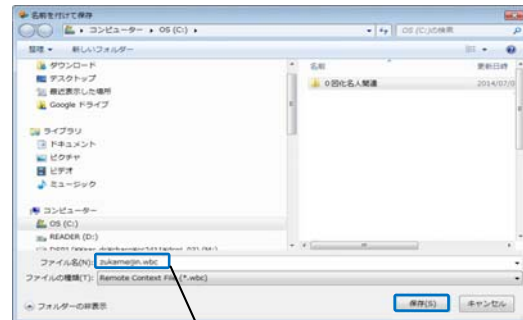 名前を付けて保存
コンピューター ▸ OS (C:) ▸
OS (C:)の検索
整理 ▾ 新しいフォルダー
ダウンロード
デスクトップ
最近表示した場所
Google ドライブ
ライブラリ
ドキュメント
ピクチャ
ビデオ
ミュージック
コンピューター
OS (C:)
READER (D:)
名前
更新日時
0図化名人関連
2014/07/0
ファイル名(N): zukameijin.wbc
ファイルの種類(T): Remote Context File (*.wbc)
フォルダーの非表示
保存(S)
キャンセル